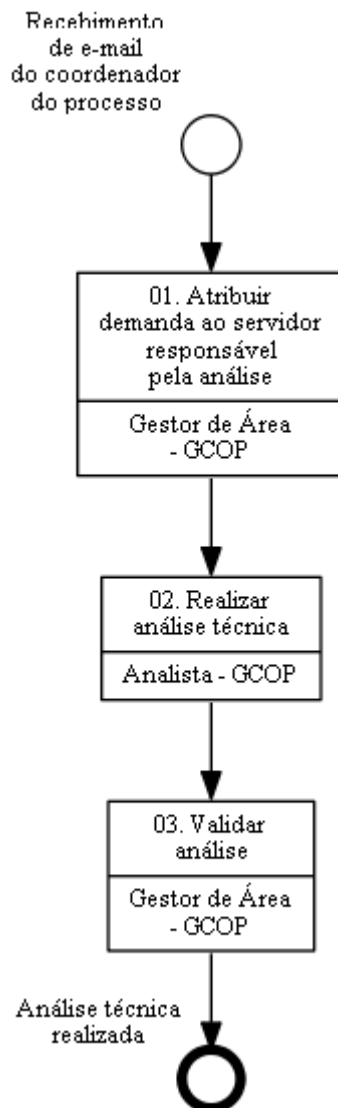 Recebimento
de e-mail
do coordenador
do processo
01. Atribuir
demanda ao servidor
responsável
pela análise
Gestor de Área
- GCOP
02. Realizar
análise técnica
Analista - GCOP
03. Validar
análise
Gestor de Área
- GCOP
Análise técnica
realizada